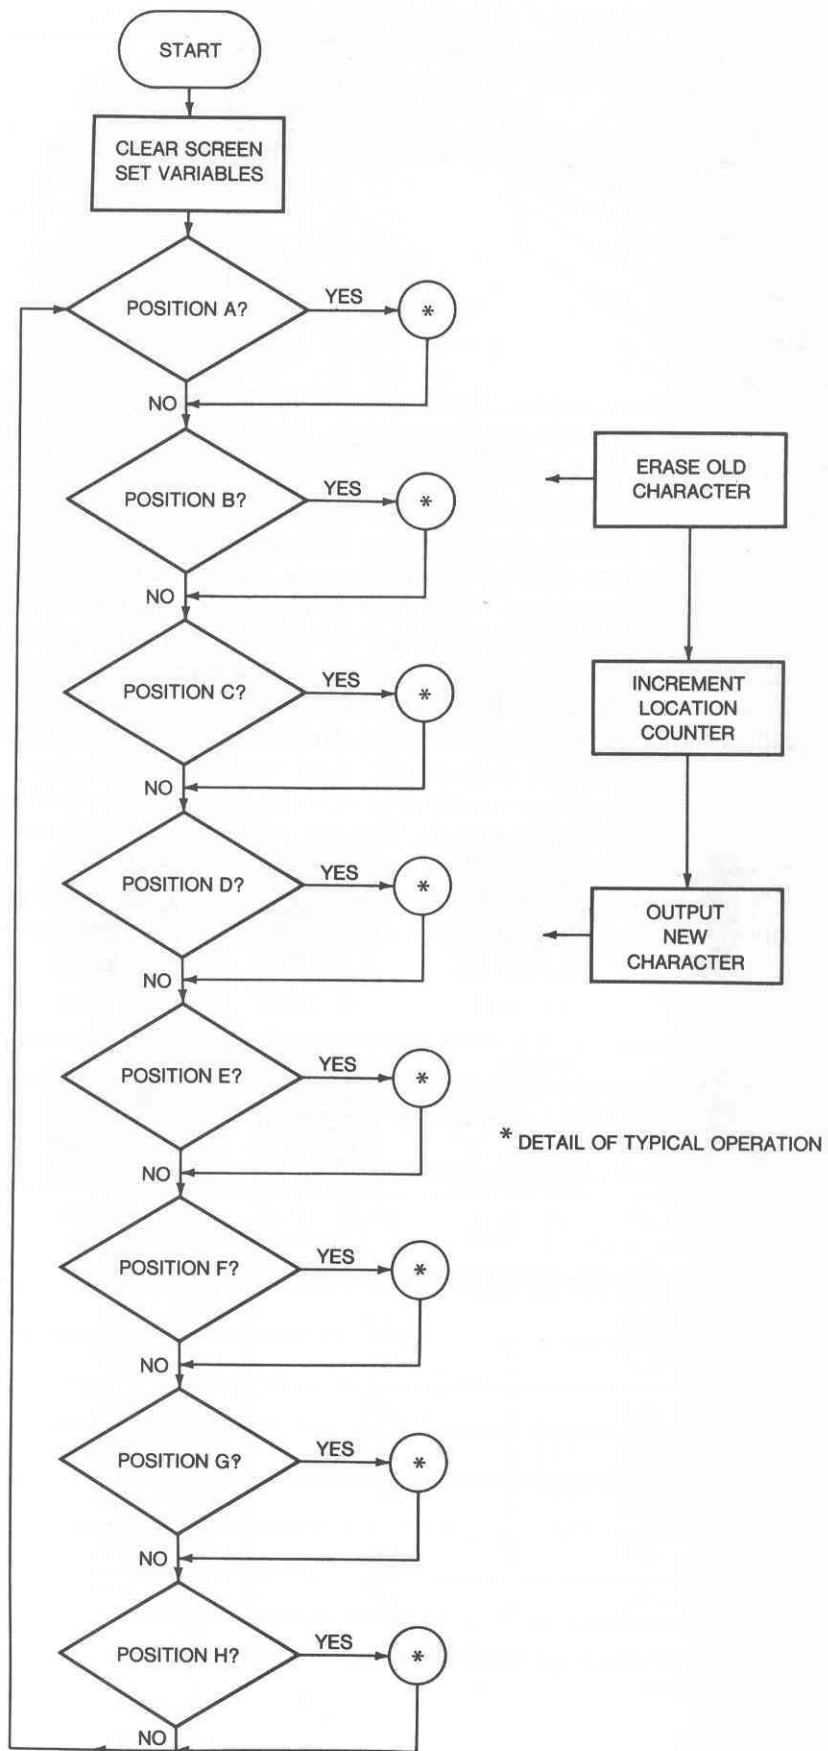 START
CLEAR SCREEN
SET VARIABLES
POSITION A?
YES
*
NO
POSITION B?
YES
*
NO
POSITION C?
YES
*
NO
POSITION D?
YES
*
NO
POSITION E?
YES
*
NO
POSITION F?
YES
*
NO
POSITION G?
YES
*
NO
POSITION H?
YES
*
NO
ERASE OLD
CHARACTER
INCREMENT
LOCATION
COUNTER
OUTPUT
NEW
CHARACTER
* DETAIL OF TYPICAL OPERATION